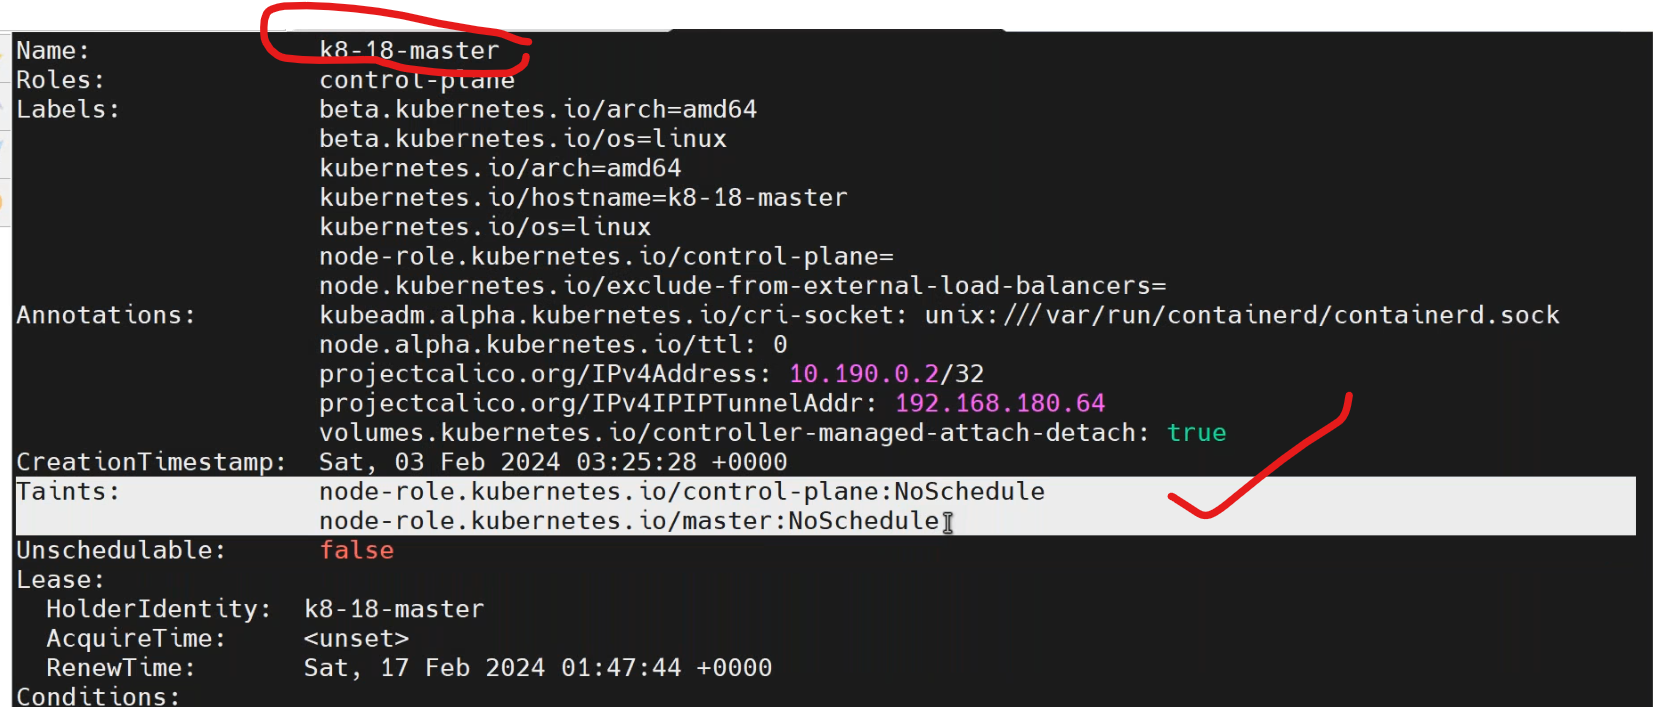 Name: k8-18-master
Roles: control-plane
Labels: beta.kubernetes.io/arch=amd64
beta.kubernetes.io/os=linux
kubernetes.io/arch=amd64
kubernetes.io/hostname=k8-18-master
kubernetes.io/os=linux
node-role.kubernetes.io/control-plane=
node.kubernetes.io/exclude-from-external-load-balancers=
Annotations: kubeadm.alpha.kubernetes.io/cri-socket: unix:///var/run/containerd/containerd.sock
node.alpha.kubernetes.io/ttl: 0
projectcalico.org/IPv4Address: 10.190.0.2/32
projectcalico.org/IPv4IPIPTunnelAddr: 192.168.180.64
volumes.kubernetes.io/controller-managed-attach-detach: true
CreationTimestamp: Sat, 03 Feb 2024 03:25:28 +0000
Taints: node-role.kubernetes.io/control-plane:NoSchedule
node-role.kubernetes.io/master:NoSchedule
Unschedulable: false
Lease:
HolderIdentity: k8-18-master
AcquireTime: <unset>
RenewTime: Sat, 17 Feb 2024 01:47:44 +0000
Conditions: